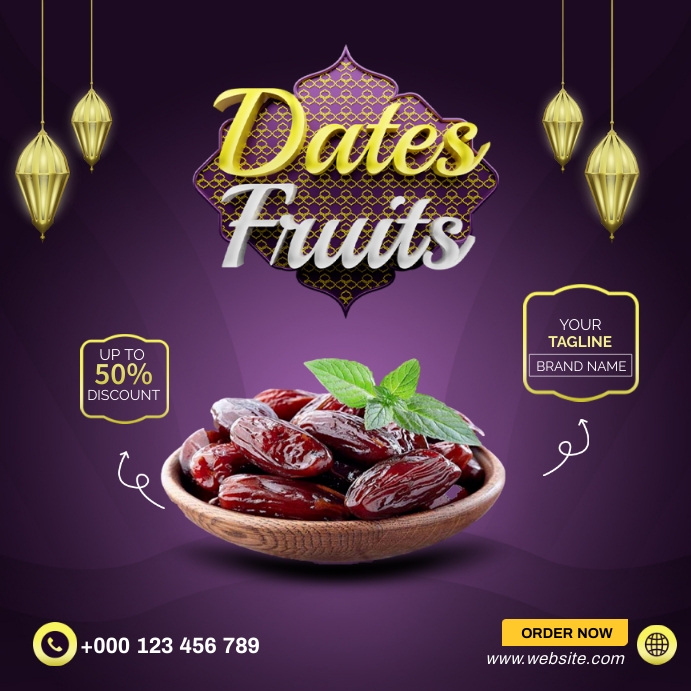 Dates
Fruits
UP TO
50%
DISCOUNT
YOUR
TAGLINE
BRAND NAME
+000 123 456 789
ORDER NOW
www.website.com